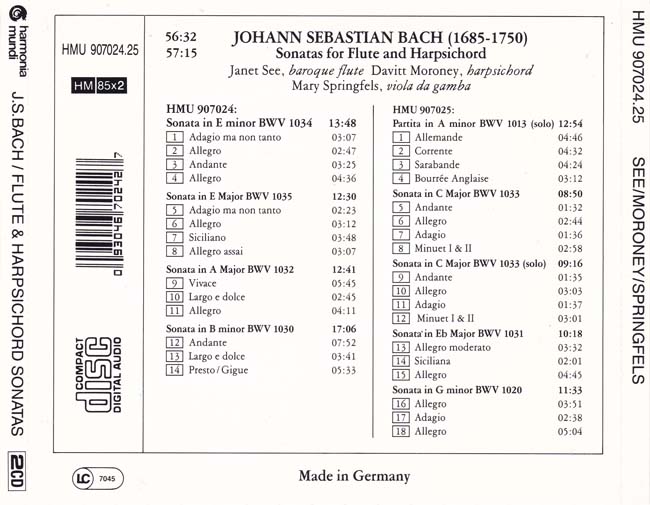 harmonia
mundi
J.S.BACH / FLUTE & HARPSICHORD SONATAS
2CD
HMU 907024.25
HM 85x2
0 93046 70242 7
COMPACT
disc
DIGITAL AUDIO
LC 7045
56:32
57:15
JOHANN SEBASTIAN BACH (1685-1750)
Sonatas for Flute and Harpsichord
Janet See, baroque flute Davitt Moroney, harpsichord
Mary Springfels, viola da gamba
HMU 907024:
Sonata in E minor BWV 1034 13:48
1 Adagio ma non tanto 03:07
2 Allegro 02:47
3 Andante 03:25
4 Allegro 04:36
Sonata in E Major BWV 1035 12:30
5 Adagio ma non tanto 02:23
6 Allegro 03:12
7 Siciliano 03:48
8 Allegro assai 03:07
Sonata in A Major BWV 1032 12:41
9 Vivace 05:45
10 Largo e dolce 02:45
11 Allegro 04:11
Sonata in B minor BWV 1030 17:06
12 Andante 07:52
13 Largo e dolce 03:41
14 Presto/Gigue 05:33
HMU 907025:
Partita in A minor BWV 1013 (solo) 12:54
1 Allemande 04:46
2 Corrente 04:32
3 Sarabande 04:24
4 Bourrée Anglaise 03:12
Sonata in C Major BWV 1033 08:50
5 Andante 01:32
6 Allegro 02:44
7 Adagio 01:36
8 Minuet I & II 02:58
Sonata in C Major BWV 1033 (solo) 09:16
9 Andante 01:35
10 Allegro 03:03
11 Adagio 01:37
12 Minuet I & II 03:01
Sonata in Eb Major BWV 1031 10:18
13 Allegro moderato 03:32
14 Siciliana 02:01
15 Allegro 04:45
Sonata in G minor BWV 1020 11:33
16 Allegro 03:51
17 Adagio 02:38
18 Allegro 05:04
Made in Germany
HMU 907024.25 SEE/MORONEY/SPRINGFELS